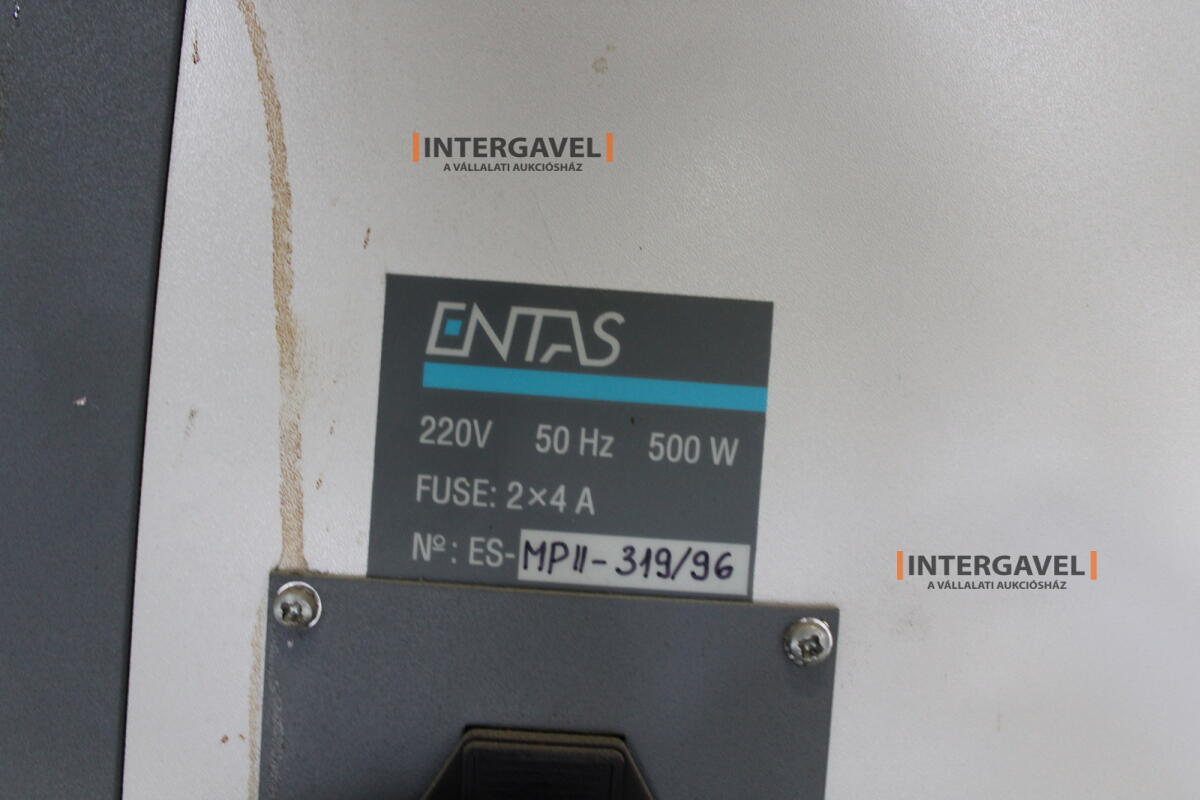 INTERGAVEL
A VÁLLALATI AUKCIÓSHÁZ
ENTAS
220V 50 Hz 500 W
FUSE: 2×4 A
Nº: ES-MPII-319/96
INTERGAVEL
A VÁLLALATI AUKCIÓSHÁZ